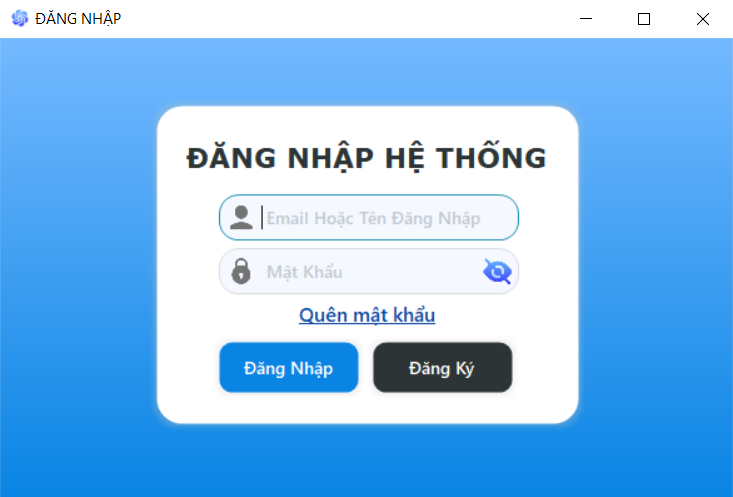 ĐĂNG NHẬP
ĐĂNG NHẬP HỆ THỐNG
Email Hoặc Tên Đăng Nhập
Mật Khẩu
Quên mật khẩu
Đăng Nhập
Đăng Ký